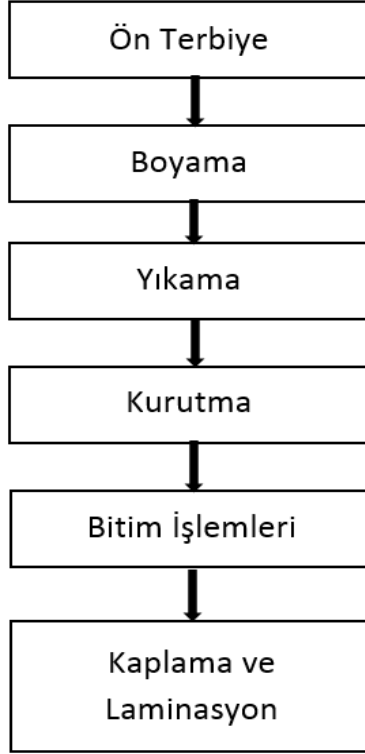 Ön Terbiye
Boyama
Yıkama
Kurutma
Bitim İşlemleri
Kaplama ve
Laminasyon